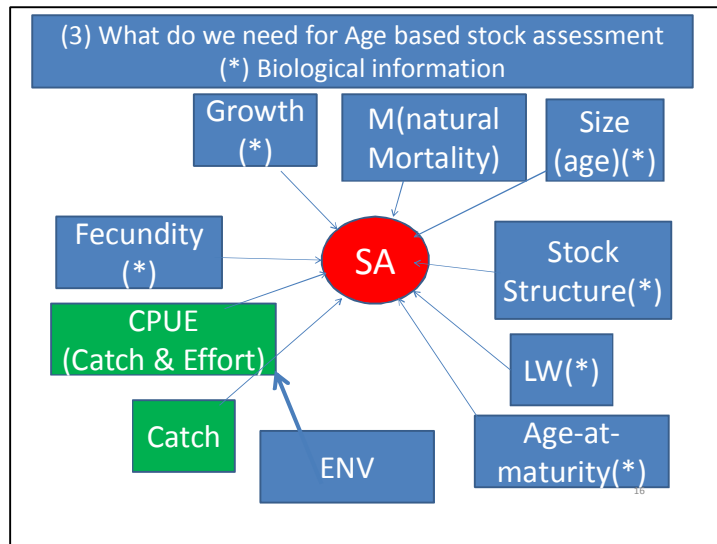 (3) What do we need for Age based stock assessment
(*) Biological information
Growth
(*)
M(natural
Mortality)
Size
(age)(*)
Fecundity
(*)
SA
Stock
Structure(*)
CPUE
(Catch & Effort)
LW(*)
Catch
ENV
Age-at-
maturity(*)
16